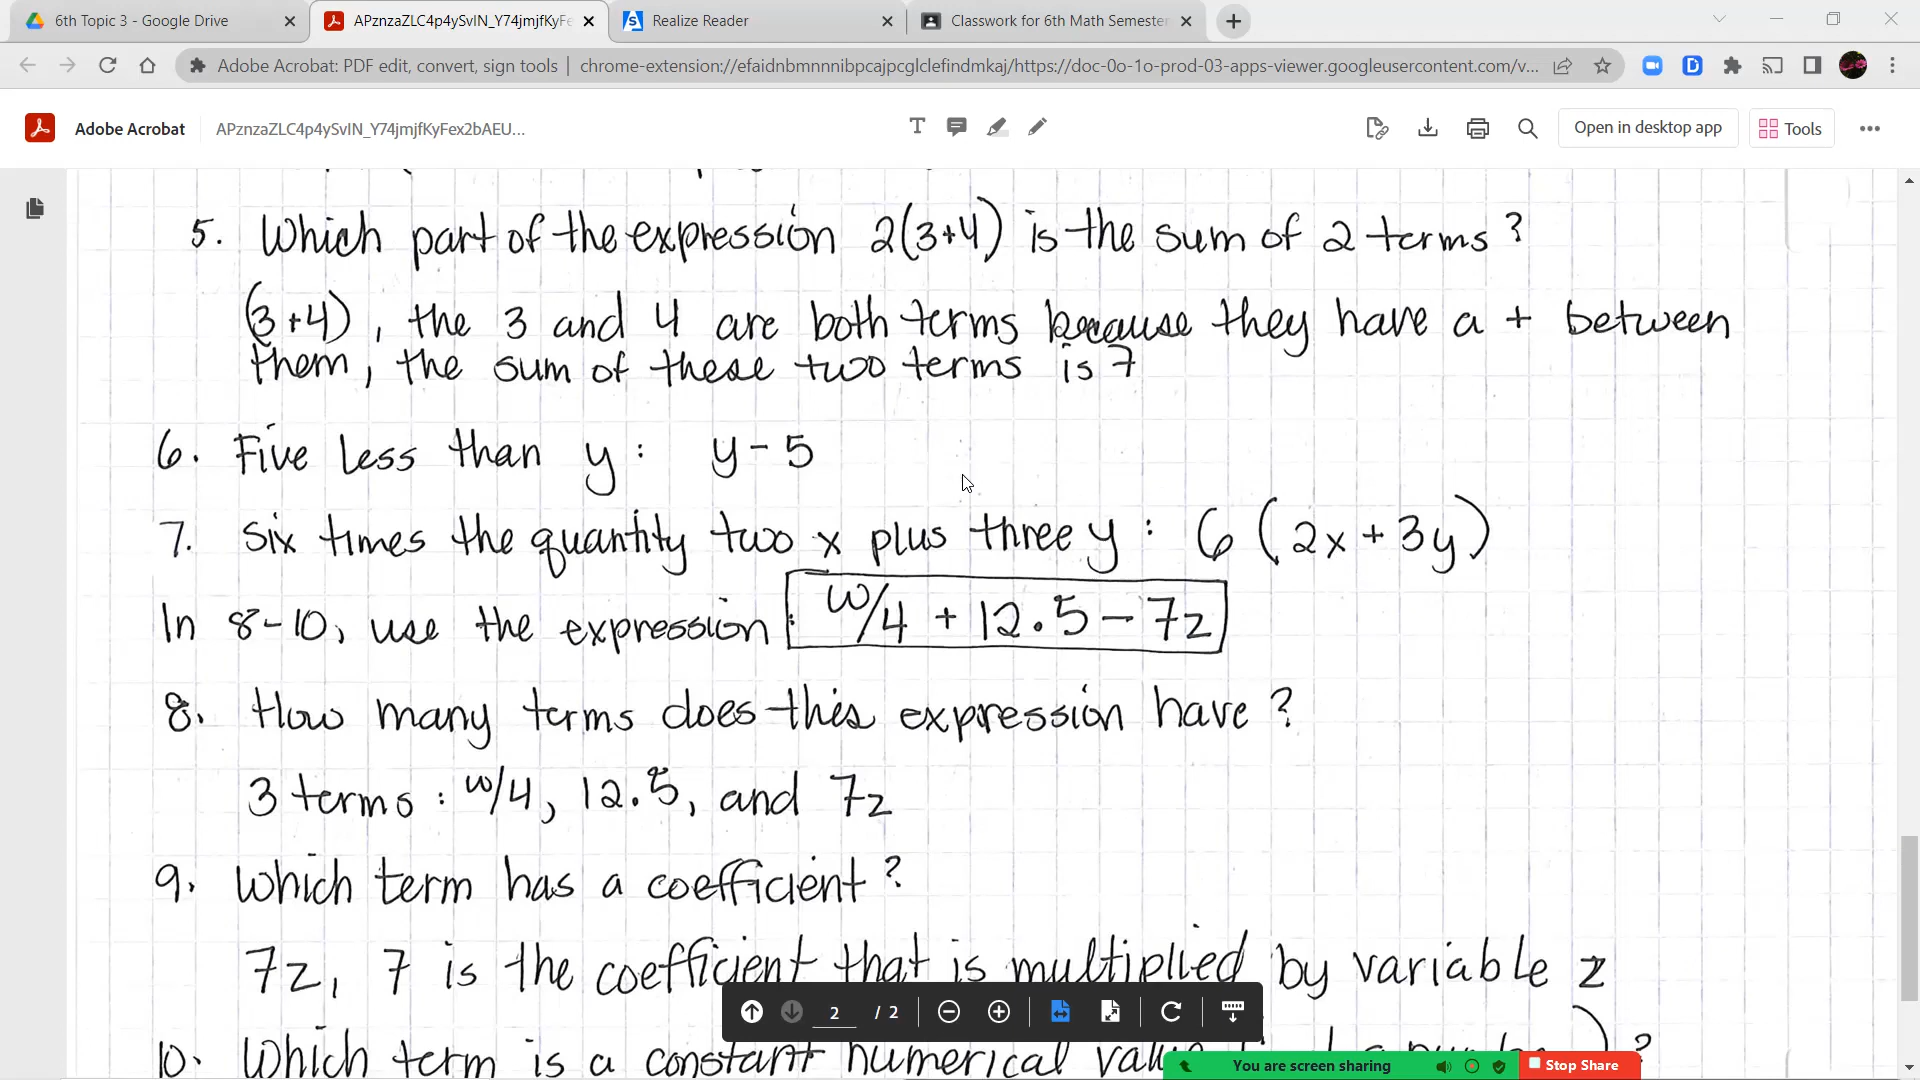 6th Topic 3 - Google Drive
APznzaZLC4p4ySvIN_Y74jmjfKyFe
Realize Reader
Classwork for 6th Math Semester
Adobe Acrobat: PDF edit, convert, sign tools | chrome-extension://efaidnbmnnnibpcajpcglclefindmkaj/https://doc-0o-1o-prod-03-apps-viewer.googleusercontent.com/v...
Adobe Acrobat
APznzaZLC4p4ySvIN_Y74jmjfKyFex2bAEU...
Open in desktop app
Tools
5. Which part of the expression 2(3+4) is the sum of 2 terms?
(3+4), the 3 and 4 are both terms because they have a + between
them, the sum of these two terms is 7
6. Five less than y: y - 5
7. Six times the quantity two x plus three y: 6(2x+3y)
In 8-10, use the expression: w/4 + 12.5 - 7z
8. How many terms does this expression have?
3 terms: w/4, 12.5, and 7z
9. Which term has a coefficient?
7z, 7 is the coefficient that is multiplied by variable z
2 / 2
10. Which term is a constant numerical
You are screen sharing
Stop Share